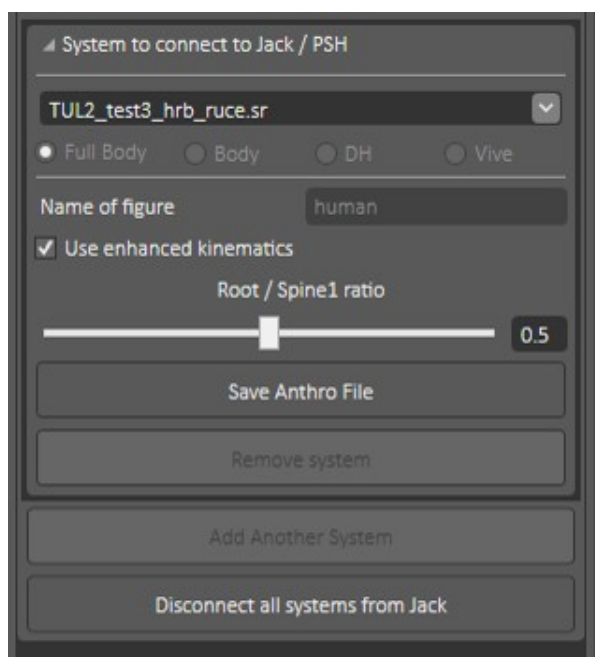 System to connect to Jack / PSH
TUL2_test3_hrb_ruce.sr
Full Body Body DH Vive
Name of figure human
Use enhanced kinematics
Root / Spine1 ratio
0.5
Save Anthro File
Remove system
Add Another System
Disconnect all systems from Jack